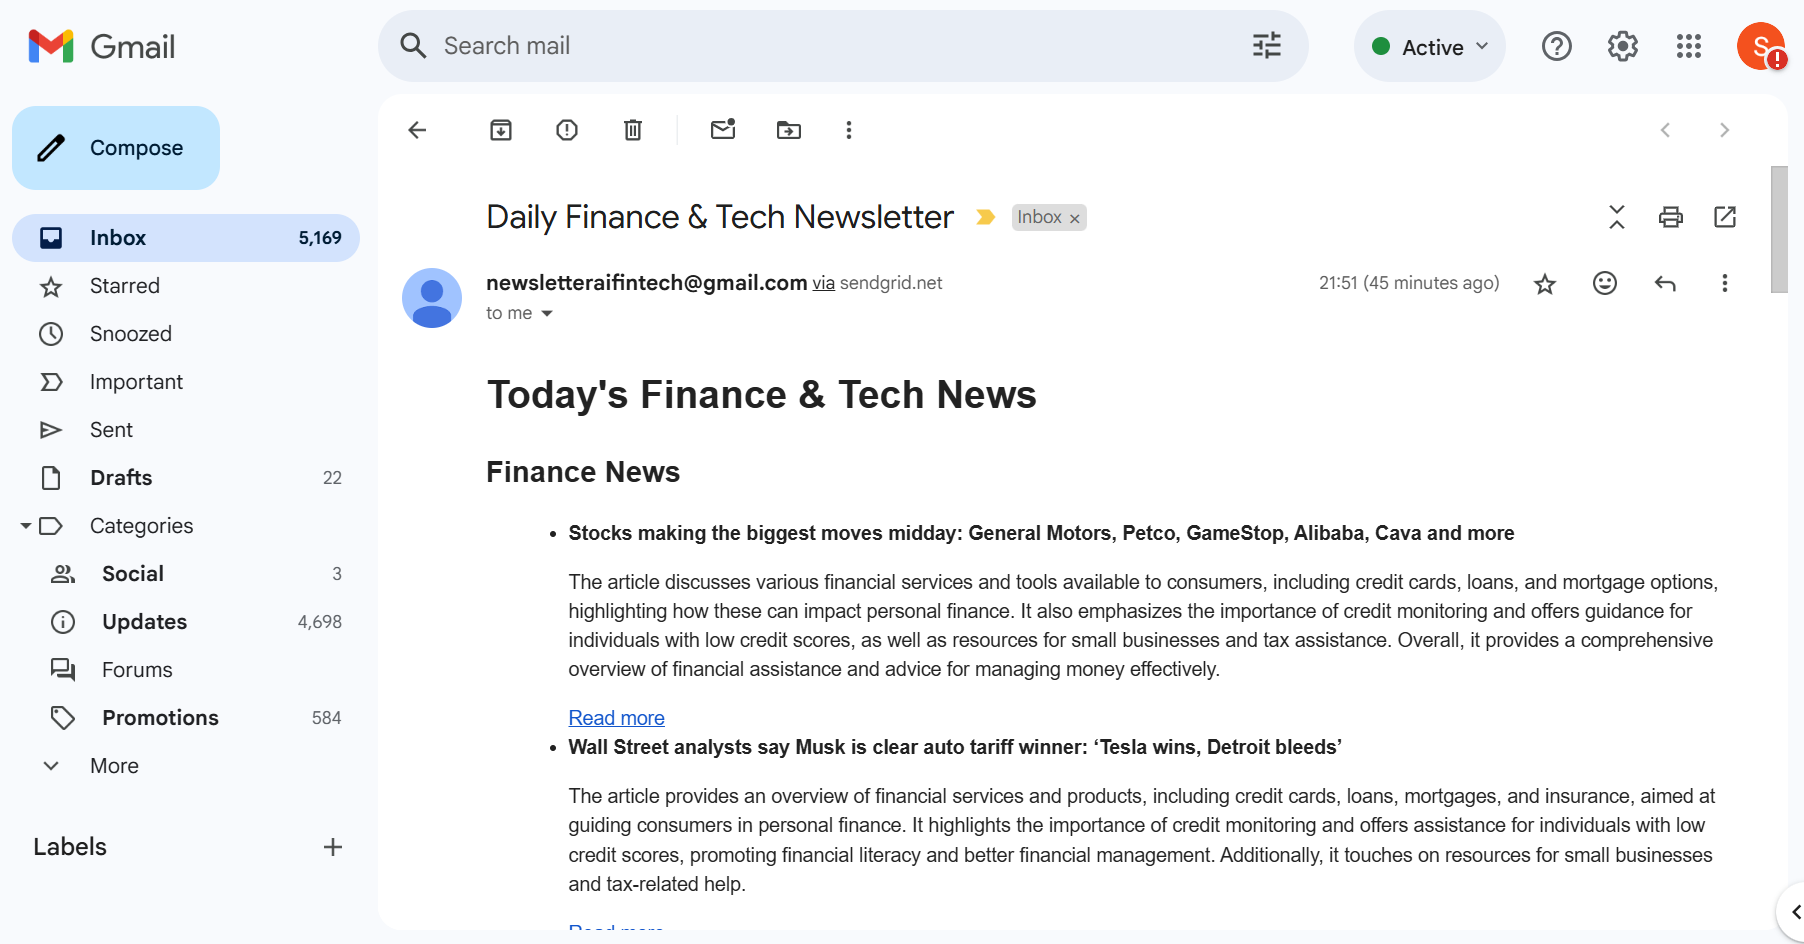 Gmail
Search mail
Active
S
Compose
Inbox 5,169
Starred
Snoozed
Important
Sent
Drafts 22
Categories
Social 3
Updates 4,698
Forums
Promotions 584
More
Labels
Daily Finance & Tech Newsletter Inbox ×
newsletteraifintech@gmail.com via sendgrid.net 21:51 (45 minutes ago)
to me
Today's Finance & Tech News
Finance News
• Stocks making the biggest moves midday: General Motors, Petco, GameStop, Alibaba, Cava and more
The article discusses various financial services and tools available to consumers, including credit cards, loans, and mortgage options,
highlighting how these can impact personal finance. It also emphasizes the importance of credit monitoring and offers guidance for
individuals with low credit scores, as well as resources for small businesses and tax assistance. Overall, it provides a comprehensive
overview of financial assistance and advice for managing money effectively.
Read more
• Wall Street analysts say Musk is clear auto tariff winner: ‘Tesla wins, Detroit bleeds’
The article provides an overview of financial services and products, including credit cards, loans, mortgages, and insurance, aimed at
guiding consumers in personal finance. It highlights the importance of credit monitoring and offers assistance for individuals with low
credit scores, promoting financial literacy and better financial management. Additionally, it touches on resources for small businesses
and tax-related help.
Read more